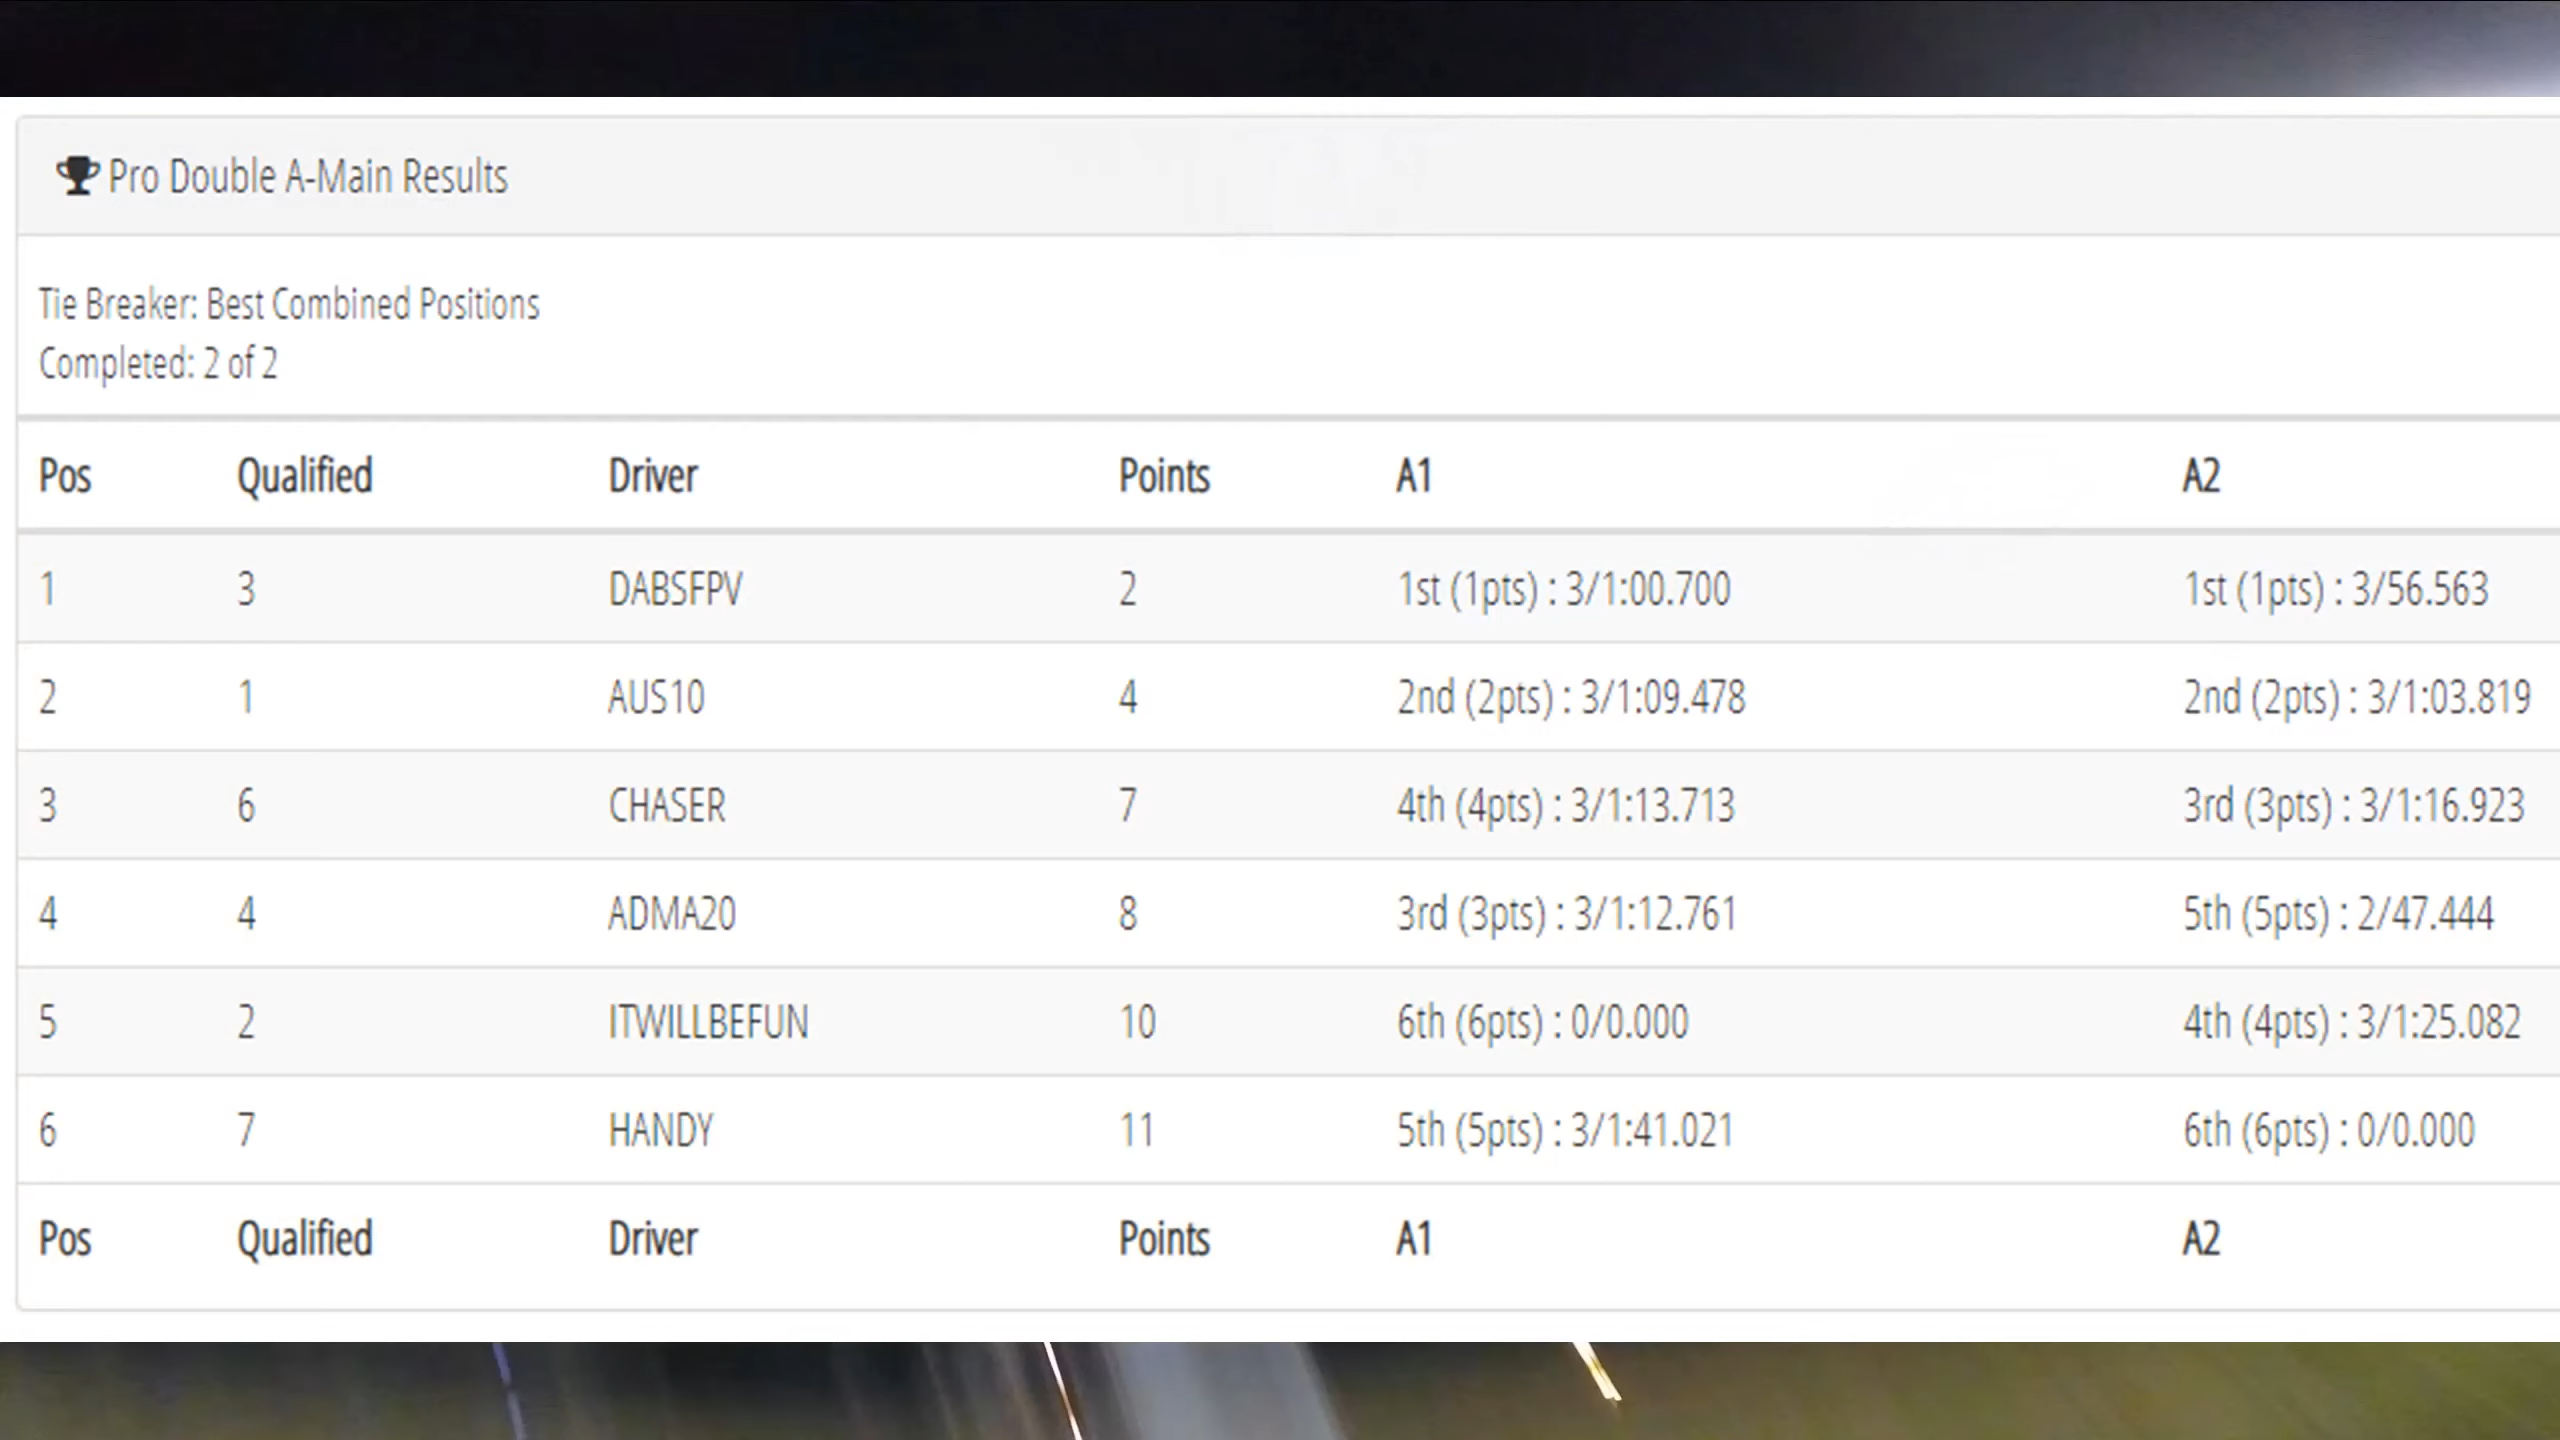 Pro Double A-Main Results
Tie Breaker: Best Combined Positions
Completed: 2 of 2
Pos Qualified Driver Points A1 A2
1 3 DABSFPV 2 1st (1pts) : 3/1:00.700 1st (1pts) : 3/56.563
2 1 AUS10 4 2nd (2pts) : 3/1:09.478 2nd (2pts) : 3/1:03.819
3 6 CHASER 7 4th (4pts) : 3/1:13.713 3rd (3pts) : 3/1:16.923
4 4 ADMA20 8 3rd (3pts) : 3/1:12.761 5th (5pts) : 2/47.444
5 2 ITWILLBEFUN 10 6th (6pts) : 0/0.000 4th (4pts) : 3/1:25.082
6 7 HANDY 11 5th (5pts) : 3/1:41.021 6th (6pts) : 0/0.000
Pos Qualified Driver Points A1 A2